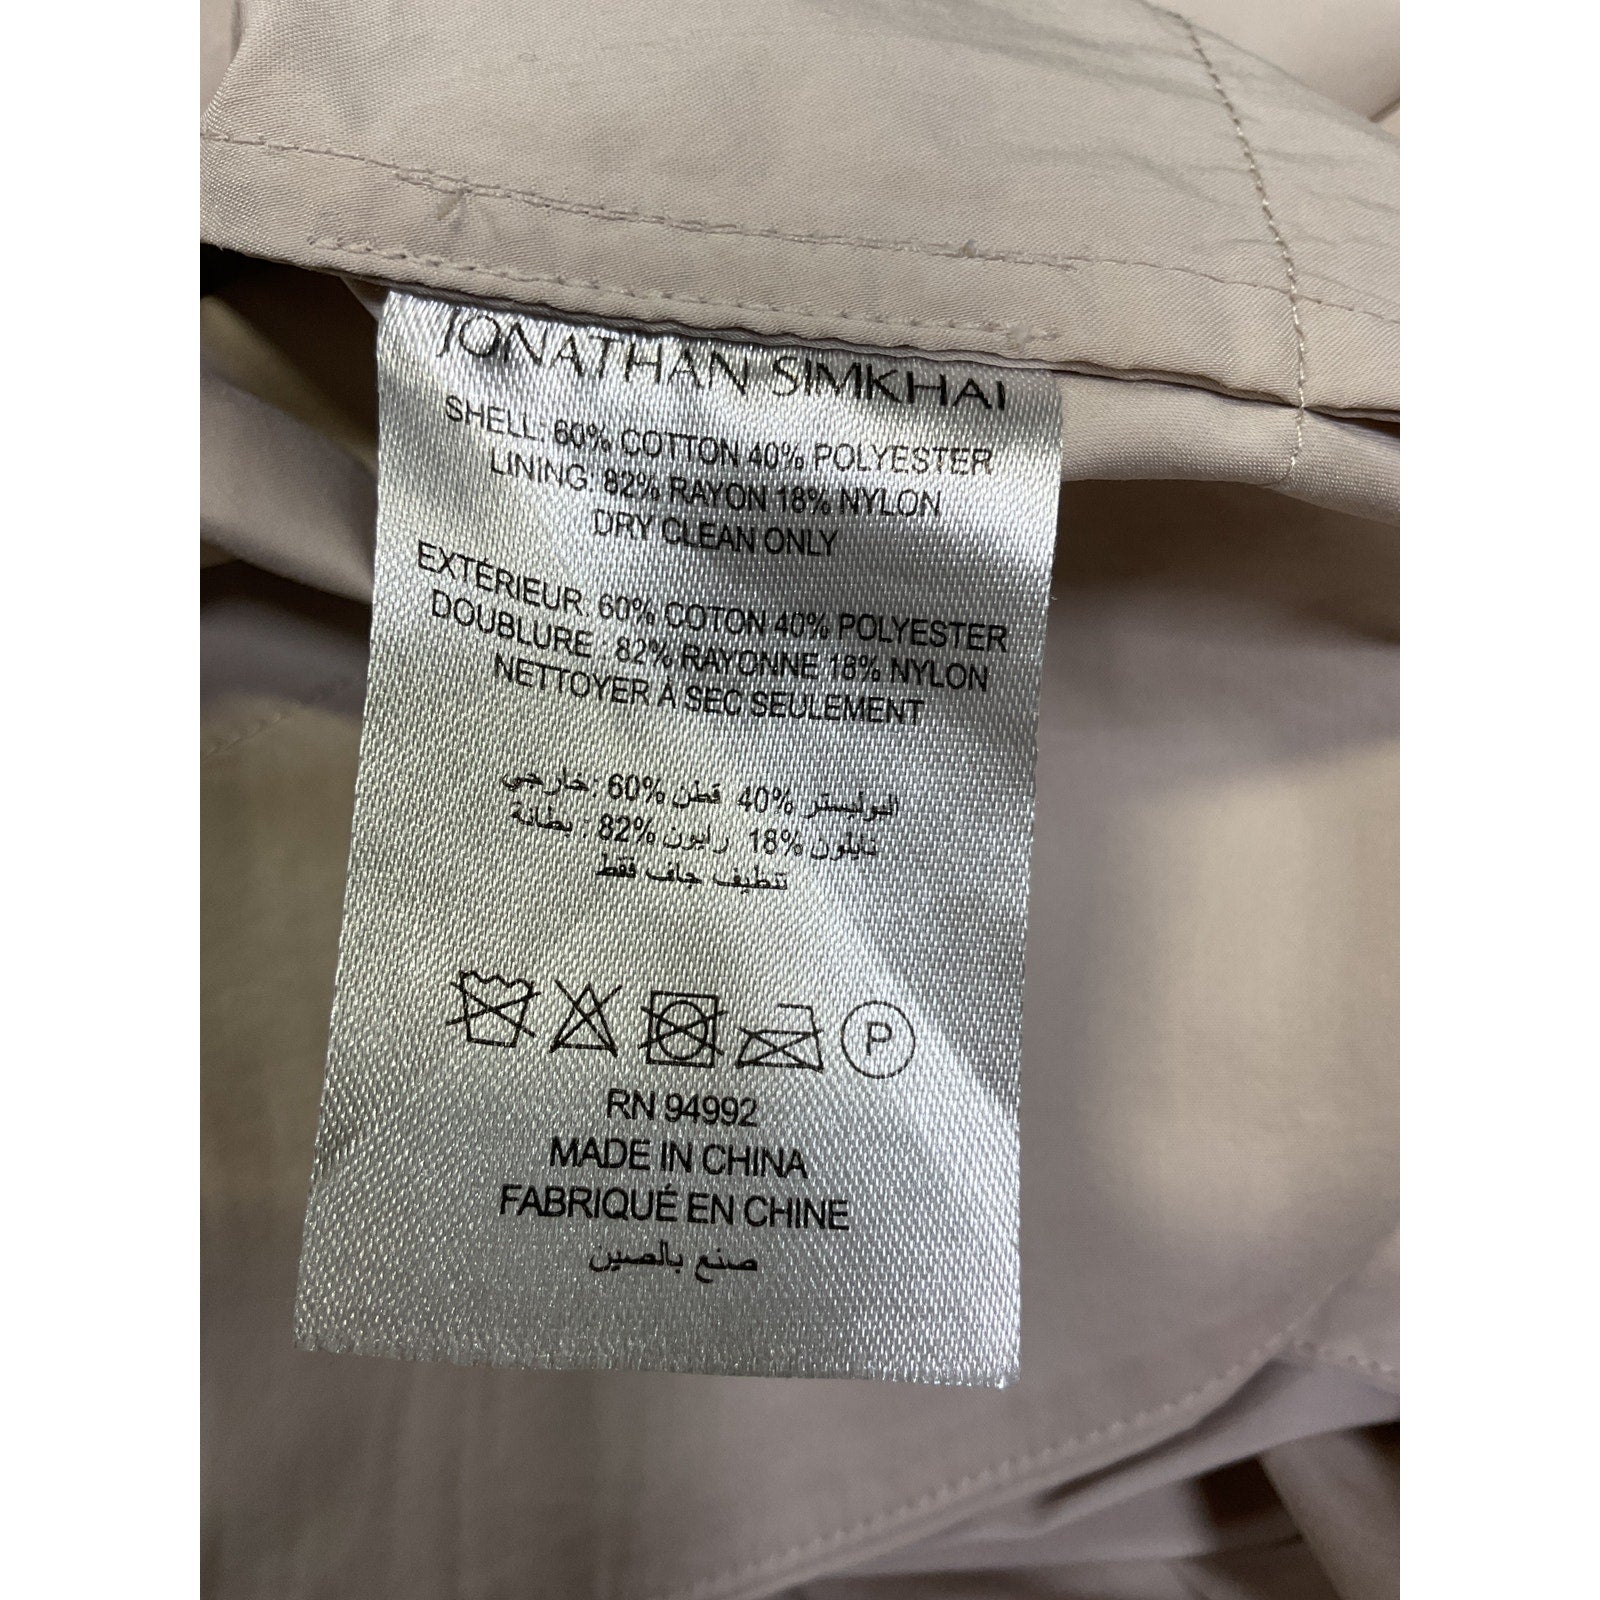 JONATHAN SIMKHAI
SHELL: 60% COTTON 40% POLYESTER
LINING: 82% RAYON 18% NYLON
DRY CLEAN ONLY
EXTÉRIEUR: 60% COTON 40% POLYESTER
DOUBLURE : 82% RAYONNE 18% NYLON
NETTOYER À SEC SEULEMENT
البوليستر 40% قطن 60% : خارجي
نايلون 18% رايون 82% : بطانة
تنظيف جاف فقط
P
RN 94992
MADE IN CHINA
FABRIQUÉ EN CHINE
صنع بالصين